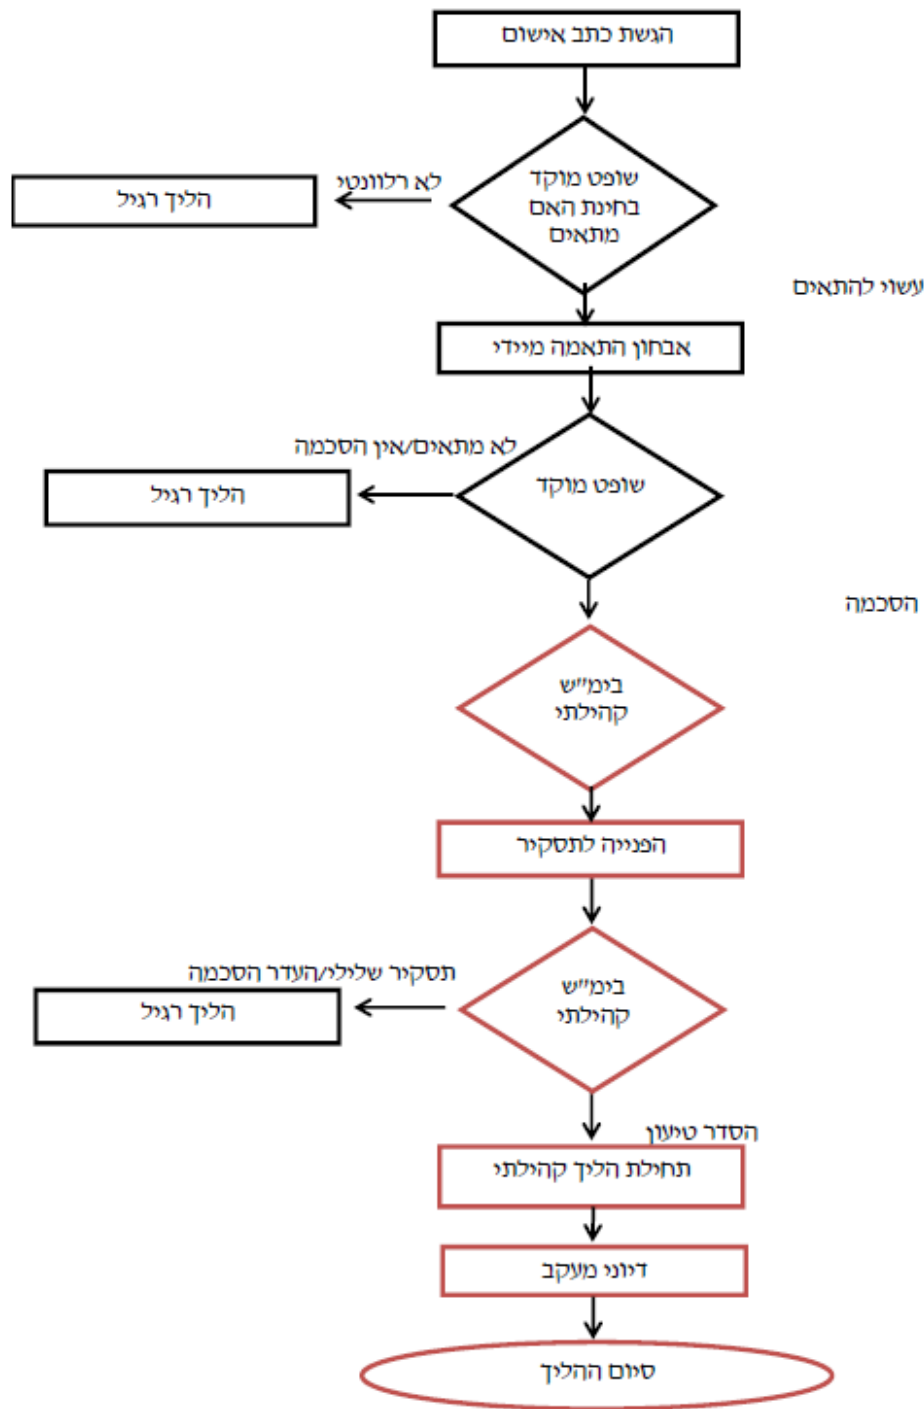 הגשת כתב אישום
שופט מוקד
בחינת האם
מתאים
לא רלוונטי
הליך רגיל
עשוי להתאים
אבחון התאמה מיידי
לא מתאים/אין הסכמה
שופט מוקד
הליך רגיל
הסכמה
בימ"ש
קהילתי
הפנייה לתסקיר
תסקיר שלילי/העדר הסכמה
בימ"ש
קהילתי
הליך רגיל
הסדר טיעון
תחילת הליך קהילתי
דיוני מעקב
סיום ההליך